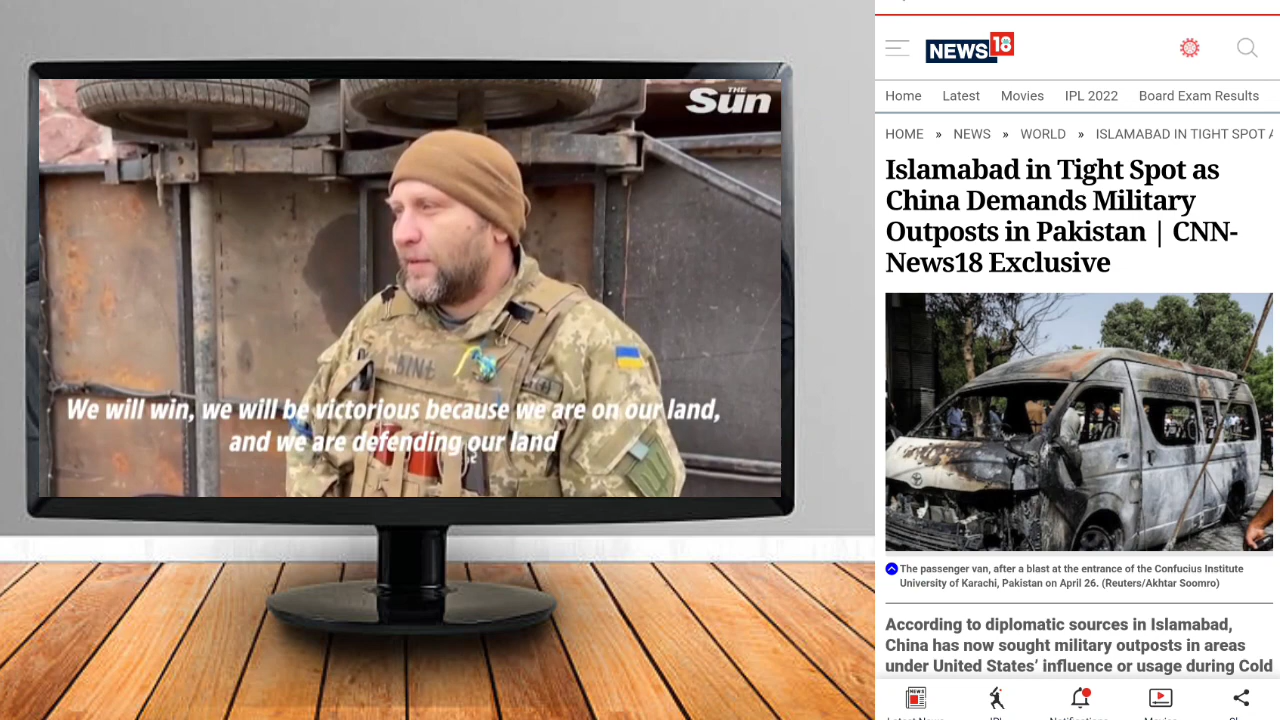 THE
Sun
We will win, we will be victorious because we are on our land,
and we are defending our land
NEWS 18
Home Latest Movies IPL 2022 Board Exam Results
HOME » NEWS » WORLD » ISLAMABAD IN TIGHT SPOT
Islamabad in Tight Spot as
China Demands Military
Outposts in Pakistan | CNN-
News18 Exclusive
The passenger van, after a blast at the entrance of the Confucius Institute
University of Karachi, Pakistan on April 26. (Reuters/Akhtar Soomro)
According to diplomatic sources in Islamabad,
China has now sought military outposts in areas
under United States’ influence or usage during Cold
NEWS